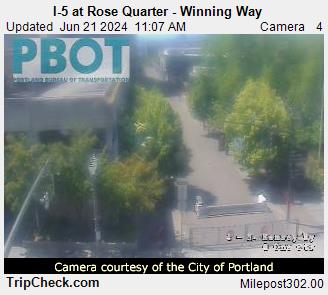 I-5 at Rose Quarter - Winning Way
Updated Jun 21 2024 11:07 AM Camera 4
PBOT
PORTLAND BUREAU OF TRANSPORTATION
Camera courtesy of the City of Portland
TripCheck.com Milepost302.00